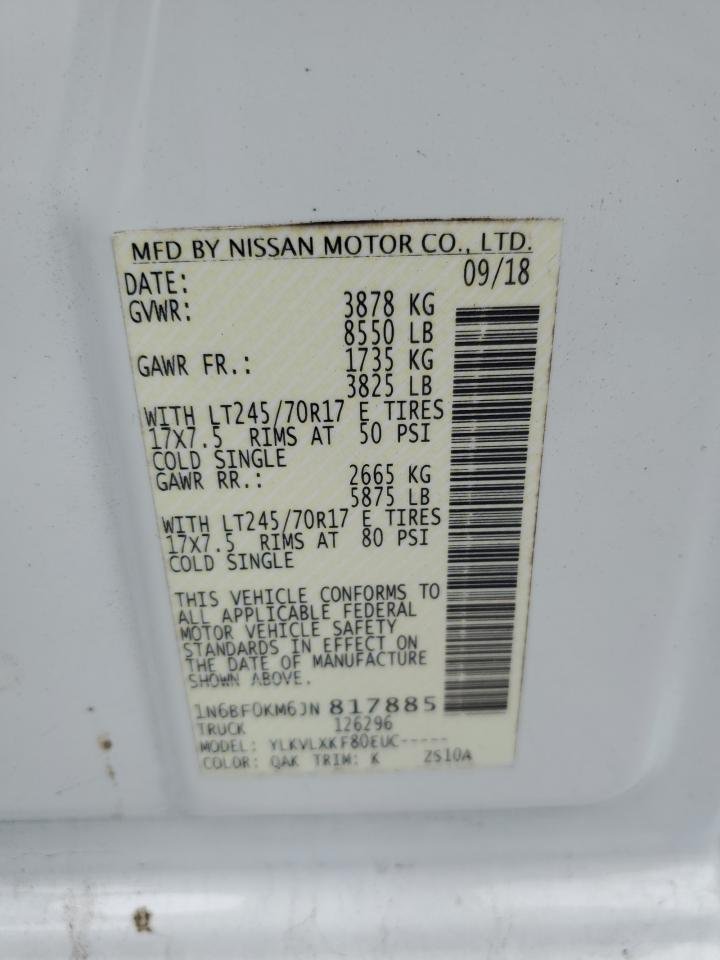 MFD BY NISSAN MOTOR CO., LTD.
DATE: 09/18
GVWR: 3878 KG
8550 LB
GAWR FR.: 1735 KG
3825 LB
WITH LT245/70R17 E TIRES
17X7.5 RIMS AT 50 PSI
COLD SINGLE
GAWR RR.: 2665 KG
5875 LB
WITH LT245/70R17 E TIRES
17X7.5 RIMS AT 80 PSI
COLD SINGLE
THIS VEHICLE CONFORMS TO
ALL APPLICABLE FEDERAL
MOTOR VEHICLE SAFETY
STANDARDS IN EFFECT ON
THE DATE OF MANUFACTURE
SHOWN ABOVE.
1N6BF0KM6JN817885
TRUCK 126296
MODEL: YLKVLXKF80EUC-----
COLOR: QAK TRIM: K ZS10A